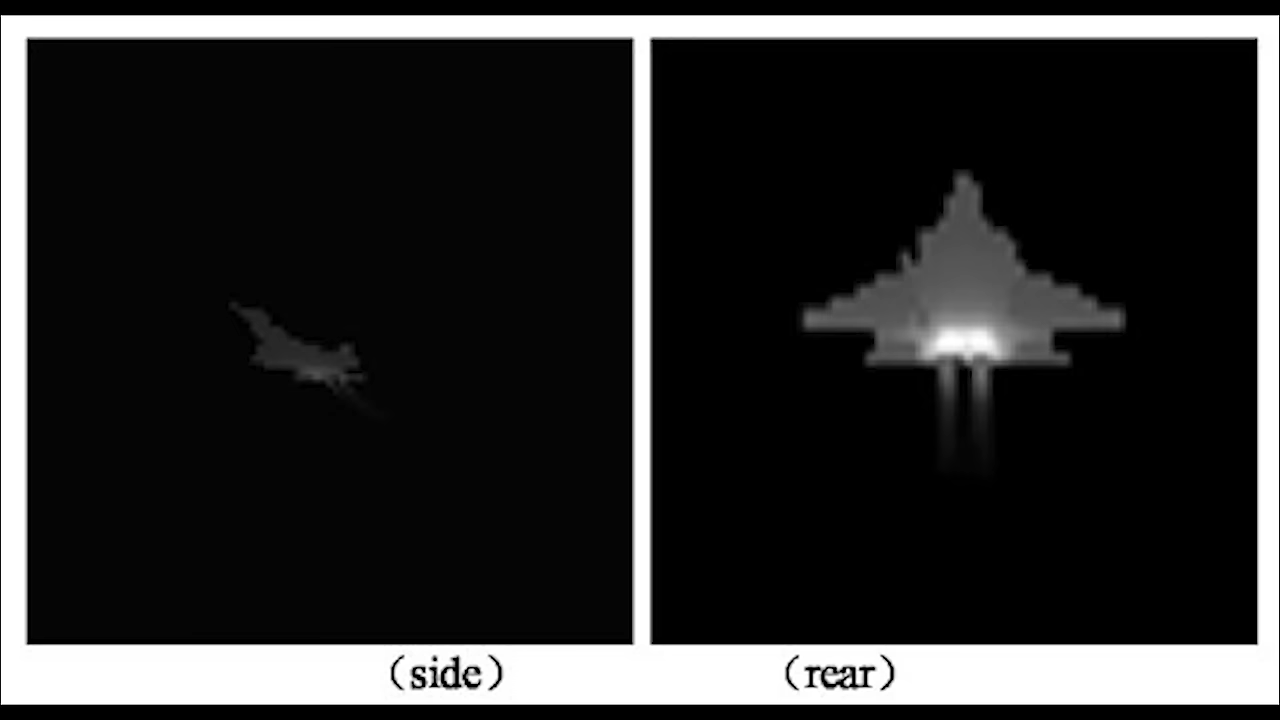 （side）
（rear）